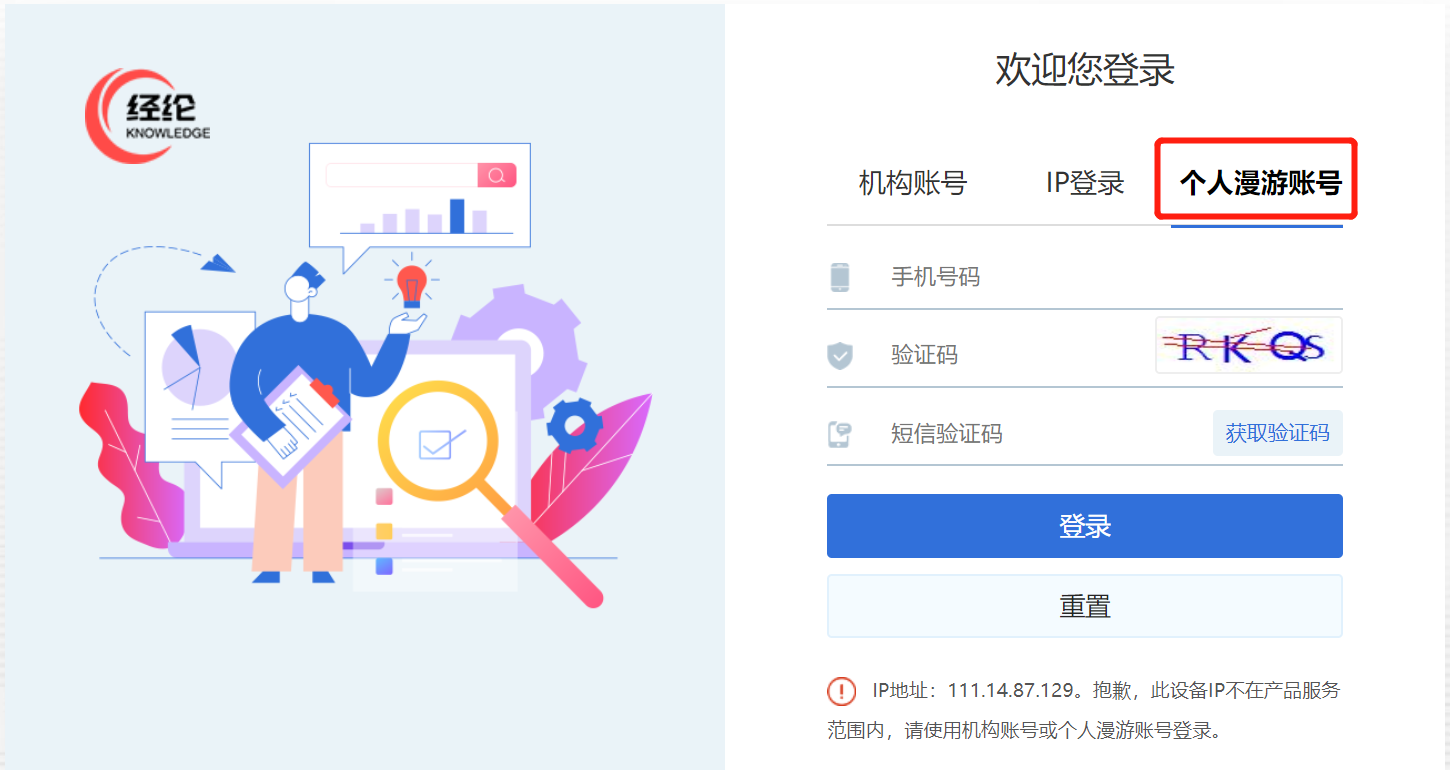 经纶
KNOWLEDGE
欢迎您登录
机构账号 IP登录 个人漫游账号
手机号码
验证码 RKQS
短信验证码 获取验证码
登录
重置
IP地址：111.14.87.129。抱歉，此设备IP不在产品服务
范围内，请使用机构账号或个人漫游账号登录。